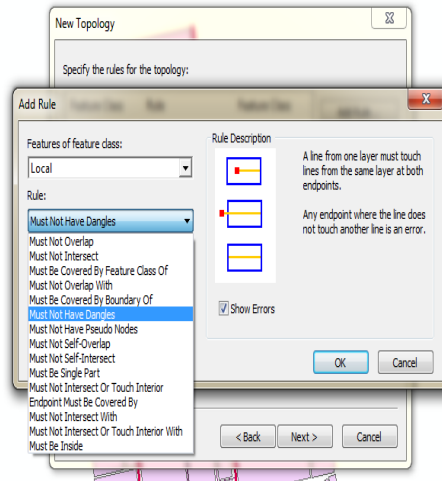 New Topology
Specify the rules for the topology:
Add Rule
Features of feature class:
Local
Rule:
Must Not Have Dangles
Must Not Overlap
Must Not Intersect
Must Be Covered By Feature Class Of
Must Not Overlap With
Must Be Covered By Boundary Of
Must Not Have Dangles
Must Not Have Pseudo Nodes
Must Not Self-Overlap
Must Not Self-Intersect
Must Be Single Part
Must Not Intersect Or Touch Interior
Endpoint Must Be Covered By
Must Not Intersect With
Must Not Intersect Or Touch Interior With
Must Be Inside
Rule Description
A line from one layer must touch
lines from the same layer at both
endpoints.
Any endpoint where the line does
not touch another line is an error.
Show Errors
OK
Cancel
< Back
Next >
Cancel